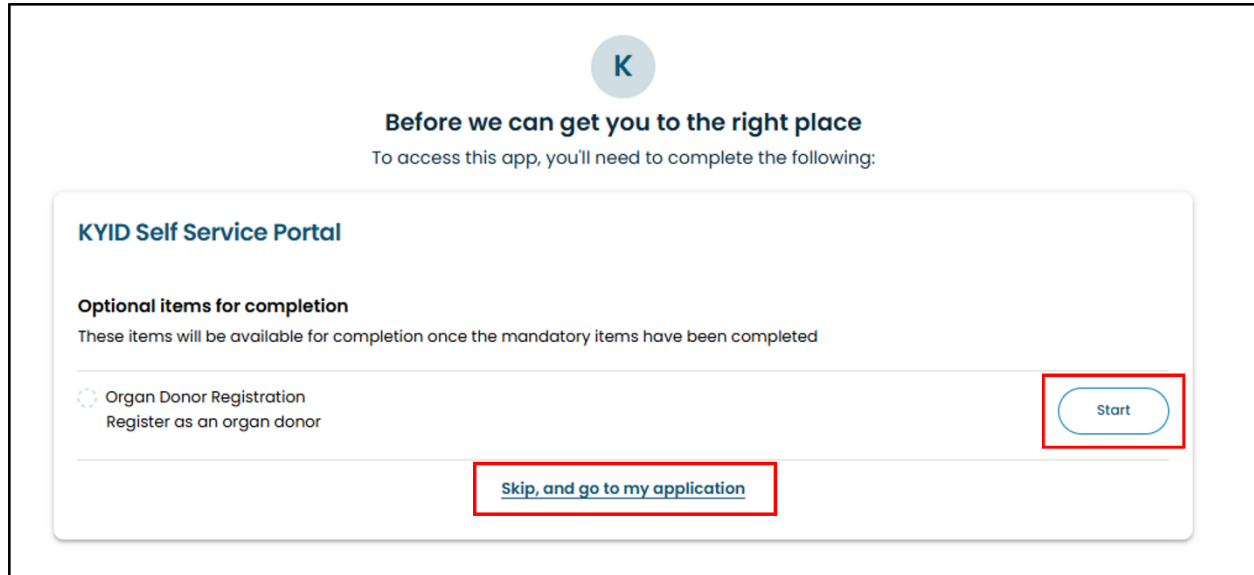 K
Before we can get you to the right place
To access this app, you'll need to complete the following:
KYID Self Service Portal
Optional items for completion
These items will be available for completion once the mandatory items have been completed
Organ Donor Registration
Register as an organ donor
Start
Skip, and go to my application